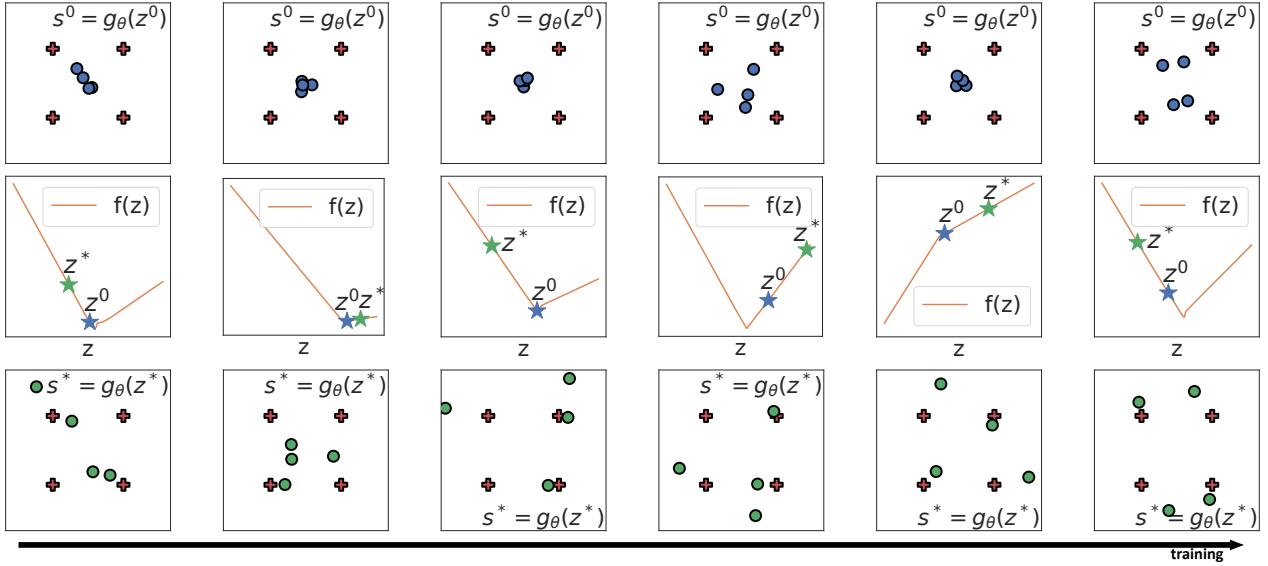 s⁰ = g_θ(z⁰)
s⁰ = g_θ(z⁰)
s⁰ = g_θ(z⁰)
s⁰ = g_θ(z⁰)
s⁰ = g_θ(z⁰)
s⁰ = g_θ(z⁰)
f(z)
z*
z⁰
z
f(z)
z⁰
z*
z
f(z)
z*
z⁰
z
f(z)
z*
z⁰
z
z*
z⁰
f(z)
z
f(z)
z*
z⁰
z
s* = g_θ(z*)
s* = g_θ(z*)
s* = g_θ(z*)
s* = g_θ(z*)
s* = g_θ(z*)
s* = g_θ(z*)
training